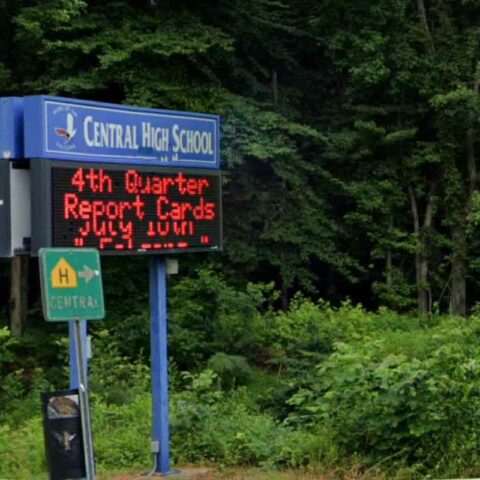 CENTRAL HIGH SCHOOL
4th Quarter
Report Cards
July 10th
H
CENTRAL